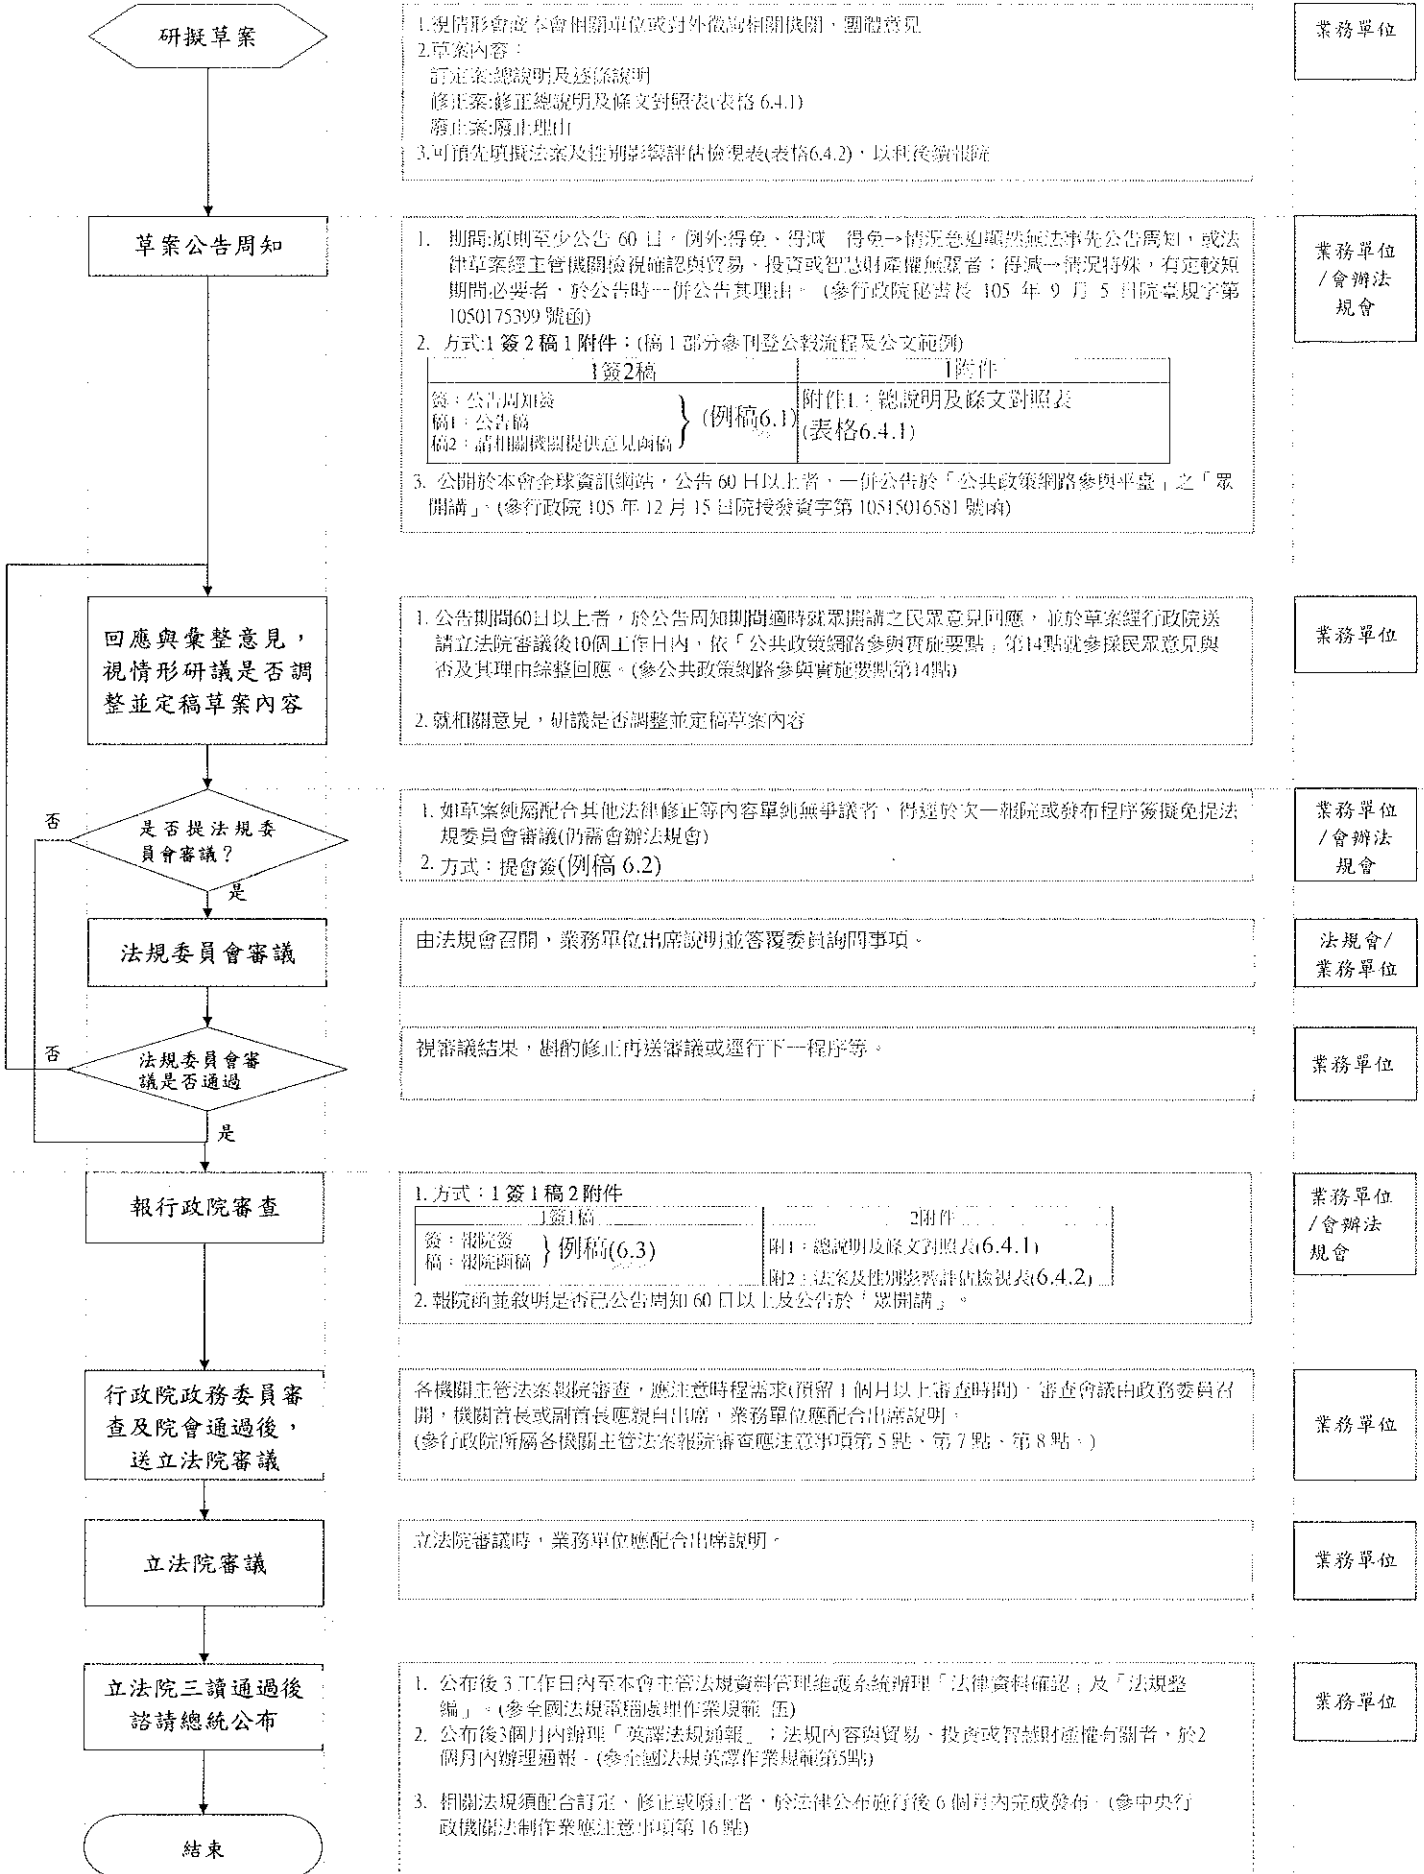 研擬草案
1.視情形會商本會相關單位或對外徵詢相關機關、團體意見
2.草案內容：
訂定案:總說明及逐條說明
修正案:修正總說明及條文對照表(表格 6.4.1)
廢止案:廢止理由
3.可預先填擬法案及性別影響評估檢視表(表格6.4.2)，以利後續報院
業務單位
草案公告周知
1. 期間:原則至少公告 60 日。例外:得免、得減。得免→情況急迫顯然無法事先公告周知，或法
律草案經主管機關檢視確認與貿易、投資或智慧財產權無關者；得減→情況特殊，有定較短
期間必要者，於公告時一併公告其理由。 (參行政院秘書長 105 年 9 月 5 日院臺規字第
1050175399 號函)
2. 方式:1 簽 2 稿 1 附件：(稿 1 部分參刊登公報流程及公文範例)
1簽2稿
1附件
簽：公告周知簽
稿1：公告稿
稿2：請相關機關提供意見函稿
} (例稿6.1)
附件1：總說明及條文對照表
(表格6.4.1)
3. 公開於本會全球資訊網站，公告 60 日以上者，一併公告於「公共政策網路參與平臺」之「眾
開講」。(參行政院 105 年 12 月 15 日院授發資字第 10515016581 號函)
業務單位
/會辦法
規會
回應與彙整意見，
視情形研議是否調
整並定稿草案內容
1. 公告期間60日以上者，於公告周知期間適時就眾開講之民眾意見回應，並於草案經行政院送
請立法院審議後10個工作日內，依「公共政策網路參與實施要點」第14點就參採民眾意見與
否及其理由綜整回應。(參公共政策網路參與實施要點第14點)
2. 就相關意見，研議是否調整並定稿草案內容
業務單位
否
是否提法規委
員會審議？
是
1. 如草案純屬配合其他法律修正等內容單純無爭議者，得逕於次一報院或發布程序簽擬免提法
規委員會審議(仍需會辦法規會)
2. 方式：提會簽(例稿 6.2)
業務單位
/會辦法
規會
法規委員會審議
由法規會召開，業務單位出席說明並答覆委員詢問事項。
法規會/
業務單位
否
法規委員會審
議是否通過
是
視審議結果，斟酌修正再送審議或逕行下一程序等。
業務單位
報行政院審查
1. 方式：1 簽 1 稿 2 附件
1簽1稿
2附件
簽：報院簽
稿：報院函稿
} 例稿(6.3)
附1：總說明及條文對照表(6.4.1)
附2：法案及性別影響評估檢視表(6.4.2)
2. 報院函並敘明是否已公告周知 60 日以上及公告於「眾開講」。
業務單位
/會辦法
規會
行政院政務委員審
查及院會通過後，
送立法院審議
各機關主管法案報院審查，應注意時程需求(預留 1 個月以上審查時間)。審查會議由政務委員召
開，機關首長或副首長應親自出席，業務單位應配合出席說明。
(參行政院所屬各機關主管法案報院審查應注意事項第 5 點、第 7 點、第 8 點。)
業務單位
立法院審議
立法院審議時，業務單位應配合出席說明。
業務單位
立法院三讀通過後
諮請總統公布
1. 公布後 3 工作日內至本會主管法規資料管理維護系統辦理「法律資料確認」及「法規整
編」。(參全國法規電腦處理作業規範 伍)
2. 公布後3個月內辦理「英譯法規通報」；法規內容與貿易、投資或智慧財產權有關者，於2
個月內辦理通報。(參全國法規英譯作業規範第5點)
3. 相關法規須配合訂定、修正或廢止者，於法律公布施行後 6 個月內完成發布。(參中央行
政機關法制作業應注意事項第 16 點)
業務單位
結束